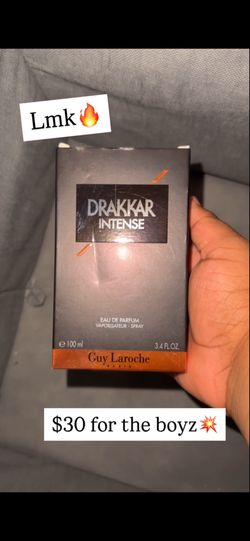 Lmk🔥
DRAKKAR
INTENSE
EAU DE PARFUM
VAPORISATEUR - SPRAY
℮ 100 ml 3.4 FL.OZ.
Guy Laroche
PARIS
$30 for the boyz💥